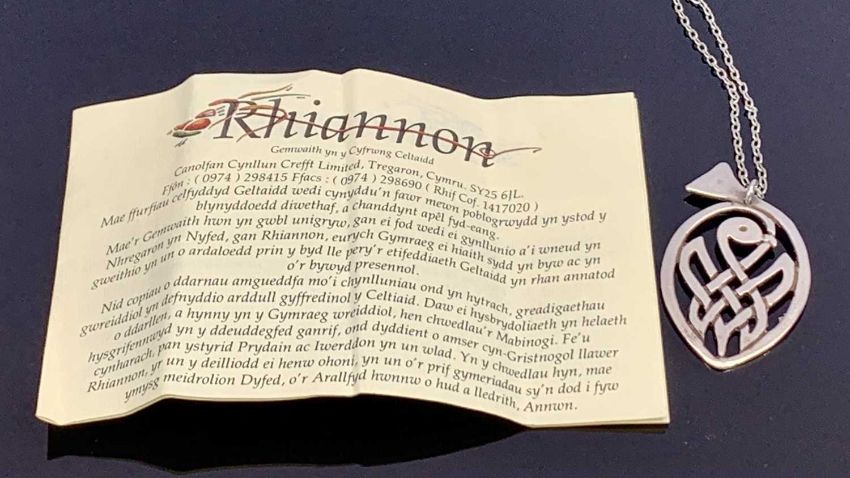 Rhiannon
Gemwaith yn y Cyfrwng Celtaidd
Canolfan Cynllun Crefft Limited, Tregaron, Cymru. SY25 6JL.
Ffôn : ( 0974 ) 298415 Ffacs : ( 0974 ) 298690 ( Rhif Cof. 1417020 )
Mae ffurfiau celfyddyd Geltaidd wedi cynyddu'n fawr mewn poblogrwydd yn ystod y
blynyddoedd diwethaf, a chanddynt apêl fyd-eang.
Mae'r Gemwaith hwn yn gwbl unigryw, gan ei fod wedi ei gynllunio a'i wneud yn
Nhregaron yn Nyfed, gan Rhiannon, eurych Gymraeg ei hiaith sydd yn byw ac yn
gweithio yn un o ardaloedd prin y byd lle pery'r etifeddiaeth Geltaidd yn rhan annatod
o'r bywyd presennol.
Nid copiau o ddarnau amgueddfa mo'i chynlluniau ond yn hytrach, greadigaethau
gwreiddiol yn defnyddio arddull gyffredinol y Celtiaid. Daw ei hysbrydoliaeth yn helaeth
o ddarllen, a hynny yn y Gymraeg wreiddiol, hen chwedlau'r Mabinogi. Fe'u
hysgrifennwyd yn y ddeuddegfed ganrif, ond dyddient o amser cyn-Gristnogol llawer
cynharach, pan ystyrid Prydain ac Iwerddon yn un wlad. Yn y chwedlau hyn, mae
Rhiannon, yr un y deilliodd ei henw ohoni, yn un o'r prif gymeriadau sy'n dod i fyw
ymysg meidrolion Dyfed, o'r Arallfyd hwnnw o hud a lledrith, Annwn.